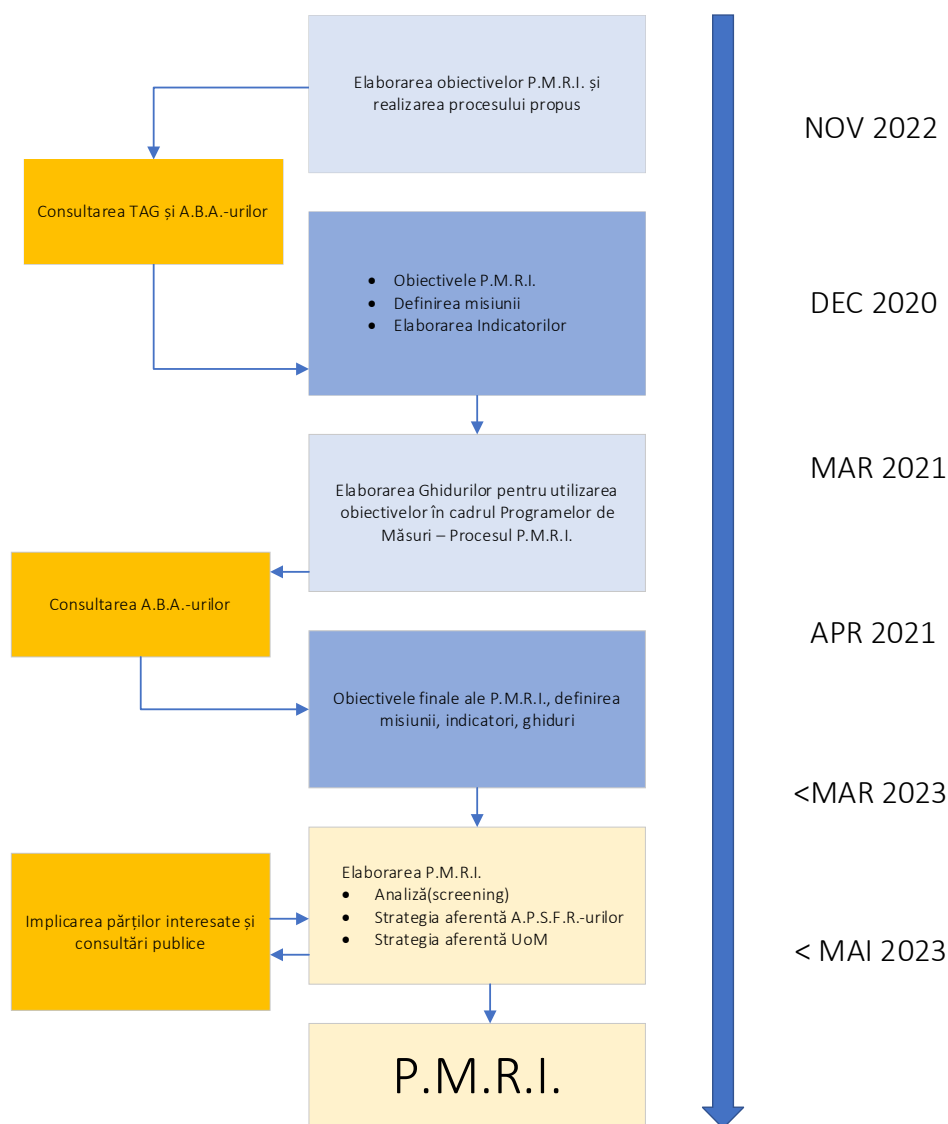 Elaborarea obiectivelor P.M.R.I. și
realizarea procesului propus
NOV 2022
Consultarea TAG și A.B.A.-urilor
• Obiectivele P.M.R.I.
• Definirea misiunii
• Elaborarea Indicatorilor
DEC 2020
Elaborarea Ghidurilor pentru utilizarea
obiectivelor în cadrul Programelor de
Măsuri – Procesul P.M.R.I.
MAR 2021
Consultarea A.B.A.-urilor
APR 2021
Obiectivele finale ale P.M.R.I., definirea
misiunii, indicatori, ghiduri
<MAR 2023
Elaborarea P.M.R.I.
• Analiză(screening)
• Strategia aferentă A.P.S.F.R.-urilor
• Strategia aferentă UoM
Implicarea părților interesate și
consultări publice
< MAI 2023
P.M.R.I.